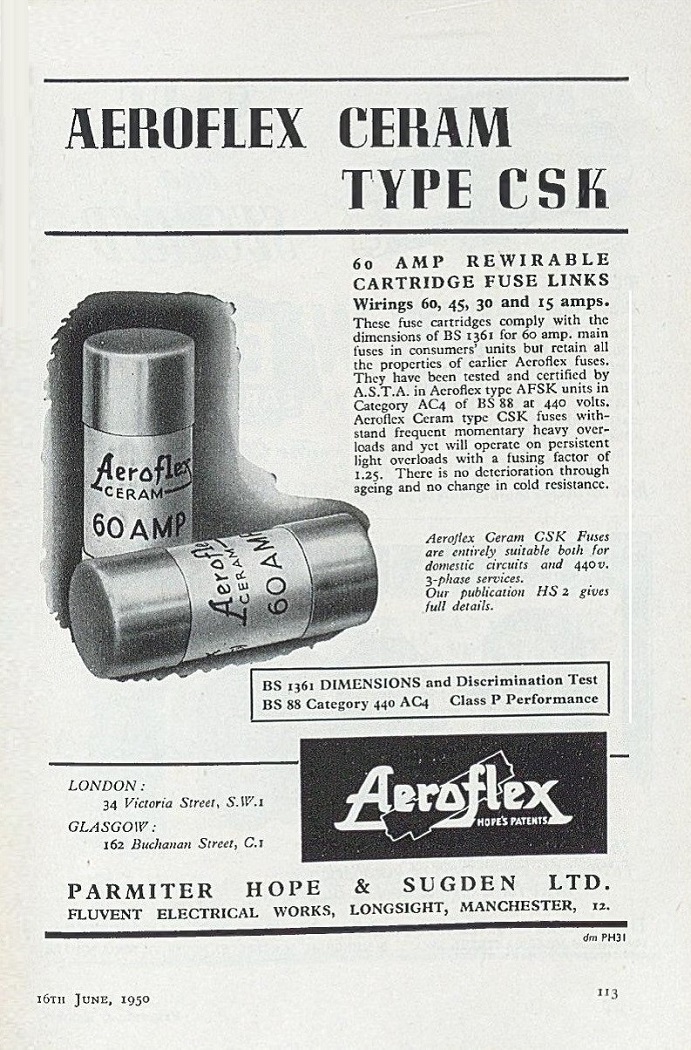 AEROFLEX CERAM
TYPE CSK
60 AMP REWIRABLE
CARTRIDGE FUSE LINKS
Wirings 60, 45, 30 and 15 amps.
These fuse cartridges comply with the
dimensions of BS 1361 for 60 amp. main
fuses in consumers' units but retain all
the properties of earlier Aeroflex fuses.
They have been tested and certified by
A.S.T.A. in Aeroflex type AFSK units in
Category AC4 of BS 88 at 440 volts.
Aeroflex Ceram type CSK fuses with-
stand frequent momentary heavy over-
loads and yet will operate on persistent
light overloads with a fusing factor of
1.25. There is no deterioration through
ageing and no change in cold resistance.
Aeroflex
CERAM
60 AMP
Aerofle
CERAM
60 AM
Aeroflex Ceram CSK Fuses
are entirely suitable both for
domestic circuits and 440v.
3-phase services.
Our publication HS 2 gives
full details.
BS 1361 DIMENSIONS and Discrimination Test
BS 88 Category 440 AC4 Class P Performance
LONDON:
34 Victoria Street, S.W.1
GLASGOW:
162 Buchanan Street, C.1
Aeroflex
HOPE'S PATENTS
PARMITER HOPE & SUGDEN LTD.
FLUVENT ELECTRICAL WORKS, LONGSIGHT, MANCHESTER, 12.
dm PH31
16TH JUNE, 1950
113